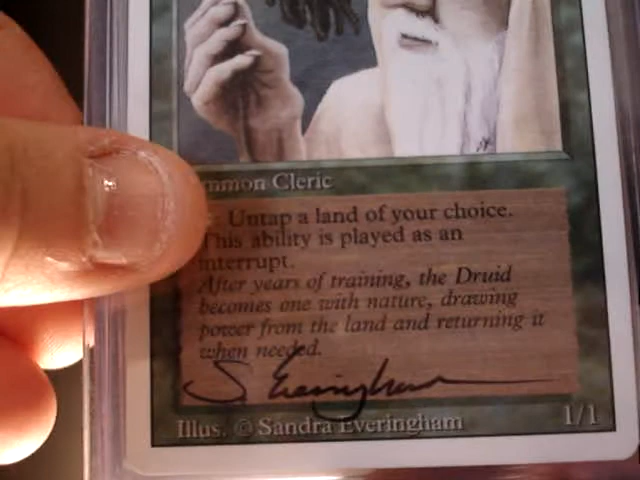 mmon Cleric
Untap a land of your choice.
This ability is played as an
interrupt.
After years of training, the Druid
becomes one with nature, drawing
power from the land and returning it
when needed.
S. Everingham
Illus. © Sandra Everingham
1/1